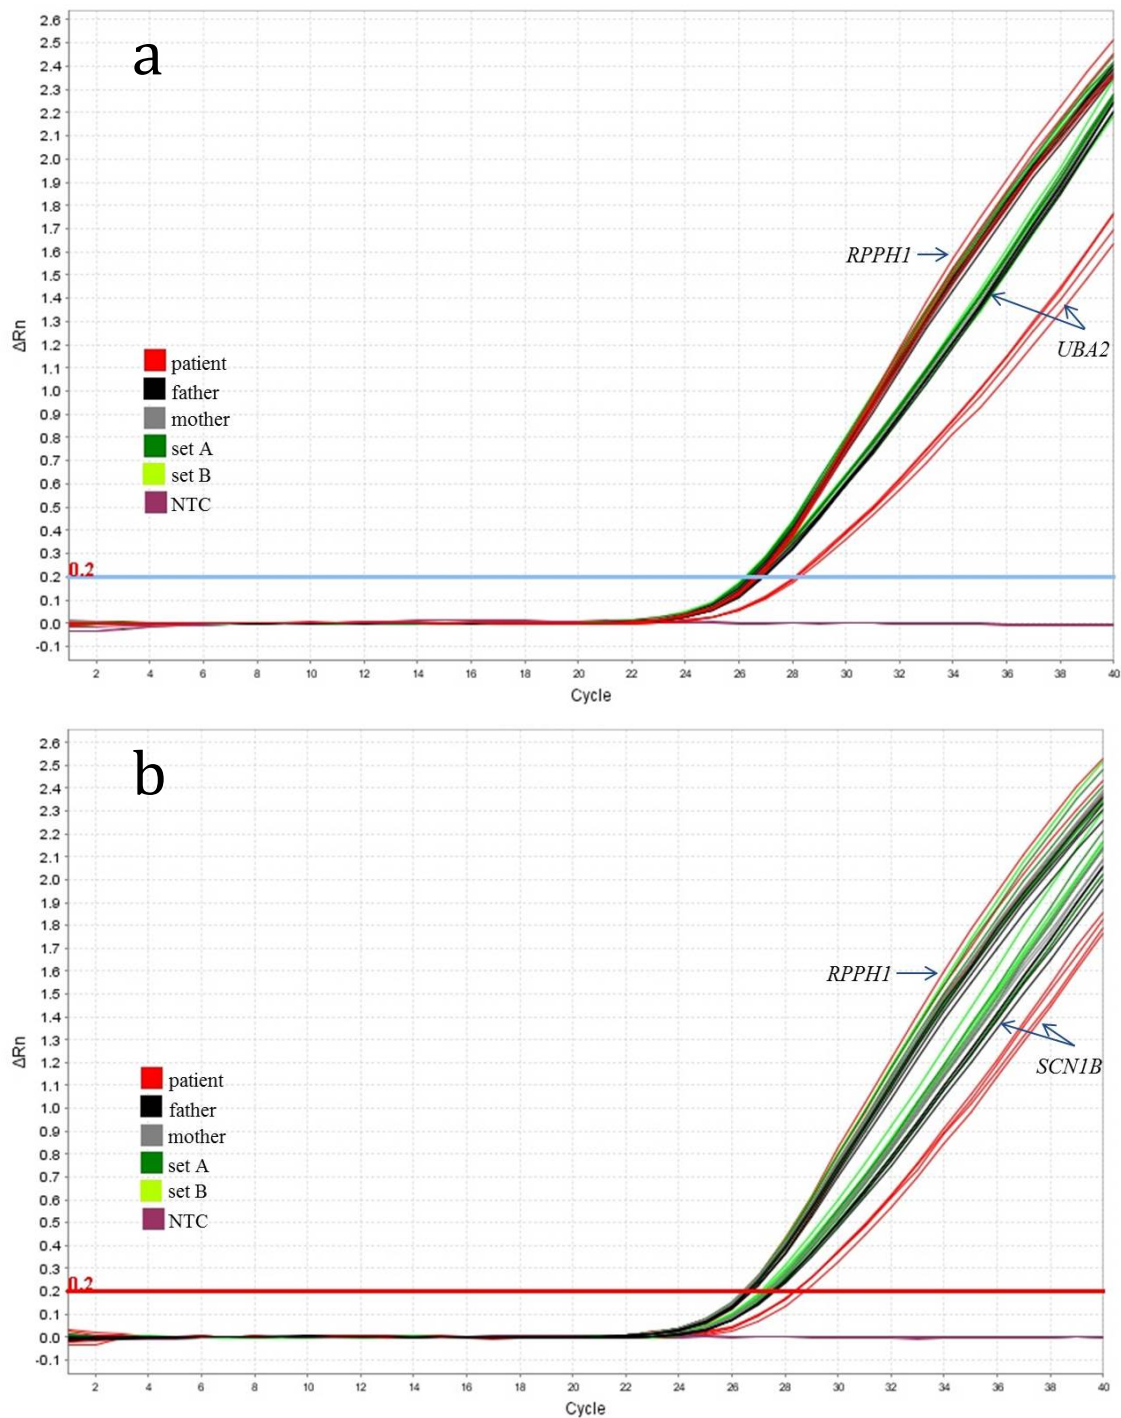 a
2.6
2.5
2.4
2.3
2.2
2.1
2.0
1.9
1.8
1.7
1.6
1.5
1.4
1.3
1.2
1.1
1.0
0.9
0.8
0.7
0.6
0.5
0.4
0.3
0.2
0.1
0.0
-0.1
ΔRn
RPPH1
UBA2
patient
father
mother
set A
set B
NTC
0.2
2 4 6 8 10 12 14 16 18 20 22 24 26 28 30 32 34 36 38 40
Cycle
b
2.6
2.5
2.4
2.3
2.2
2.1
2.0
1.9
1.8
1.7
1.6
1.5
1.4
1.3
1.2
1.1
1.0
0.9
0.8
0.7
0.6
0.5
0.4
0.3
0.2
0.1
0.0
-0.1
ΔRn
RPPH1
SCN1B
patient
father
mother
set A
set B
NTC
0.2
2 4 6 8 10 12 14 16 18 20 22 24 26 28 30 32 34 36 38 40
Cycle